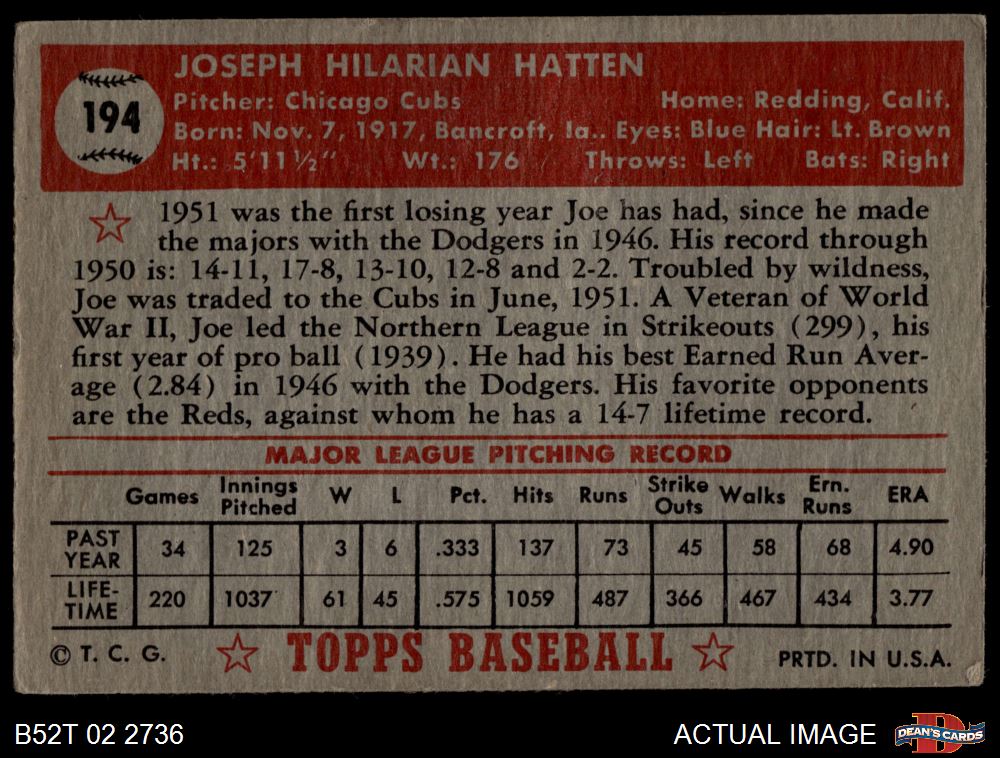 JOSEPH HILARIAN HATTEN
194
Pitcher: Chicago Cubs Home: Redding, Calif.
Born: Nov. 7, 1917, Bancroft, Ia.. Eyes: Blue Hair: Lt. Brown
Ht.: 5'11½" Wt.: 176 Throws: Left Bats: Right
1951 was the first losing year Joe has had, since he made
the majors with the Dodgers in 1946. His record through
1950 is: 14-11, 17-8, 13-10, 12-8 and 2-2. Troubled by wildness,
Joe was traded to the Cubs in June, 1951. A Veteran of World
War II, Joe led the Northern League in Strikeouts (299), his
first year of pro ball (1939). He had his best Earned Run Aver-
age (2.84) in 1946 with the Dodgers. His favorite opponents
are the Reds, against whom he has a 14-7 lifetime record.
MAJOR LEAGUE PITCHING RECORD
Games Innings Pitched W L Pct. Hits Runs Strike Outs Walks Ern. Runs ERA
PAST YEAR 34 125 3 6 .333 137 73 45 58 68 4.90
LIFE-TIME 220 1037 61 45 .575 1059 487 366 467 434 3.77
© T. C. G. TOPPS BASEBALL PRTD. IN U.S.A.
B52T 02 2736 ACTUAL IMAGE DEAN'S CARDS